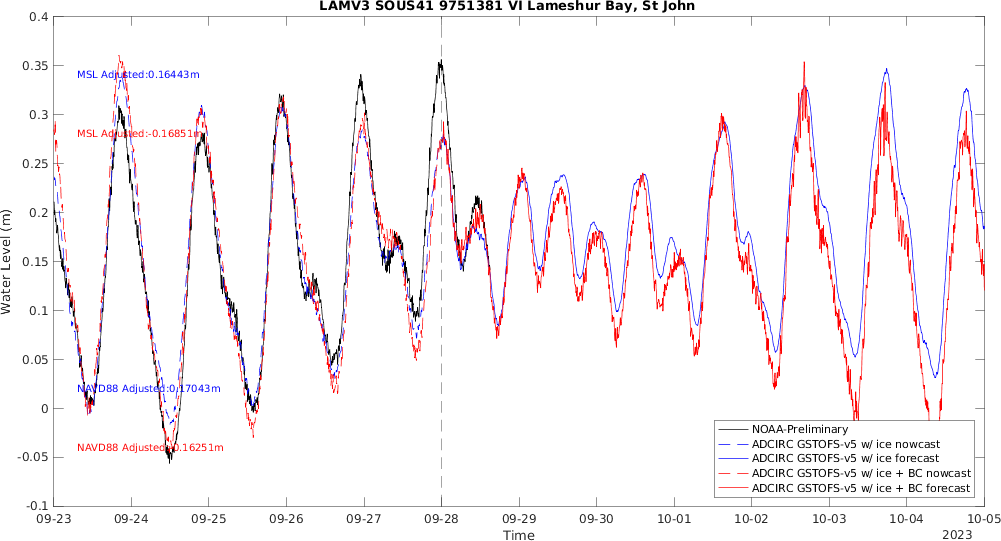 LAMV3 SOUS41 9751381 VI Lameshur Bay, St John
0.4
0.35
0.3
0.25
0.2
0.15
0.1
0.05
0
-0.05
-0.1
Water Level (m)
MSL Adjusted:0.16443m
MSL Adjusted:-0.16851m
NAVD88 Adjusted:0.17043m
NAVD88 Adjusted:-0.16251m
NOAA-Preliminary
ADCIRC GSTOFS-v5 w/ ice nowcast
ADCIRC GSTOFS-v5 w/ ice forecast
ADCIRC GSTOFS-v5 w/ ice + BC nowcast
ADCIRC GSTOFS-v5 w/ ice + BC forecast
09-23 09-24 09-25 09-26 09-27 09-28 09-29 09-30 10-01 10-02 10-03 10-04 10-05
Time
2023